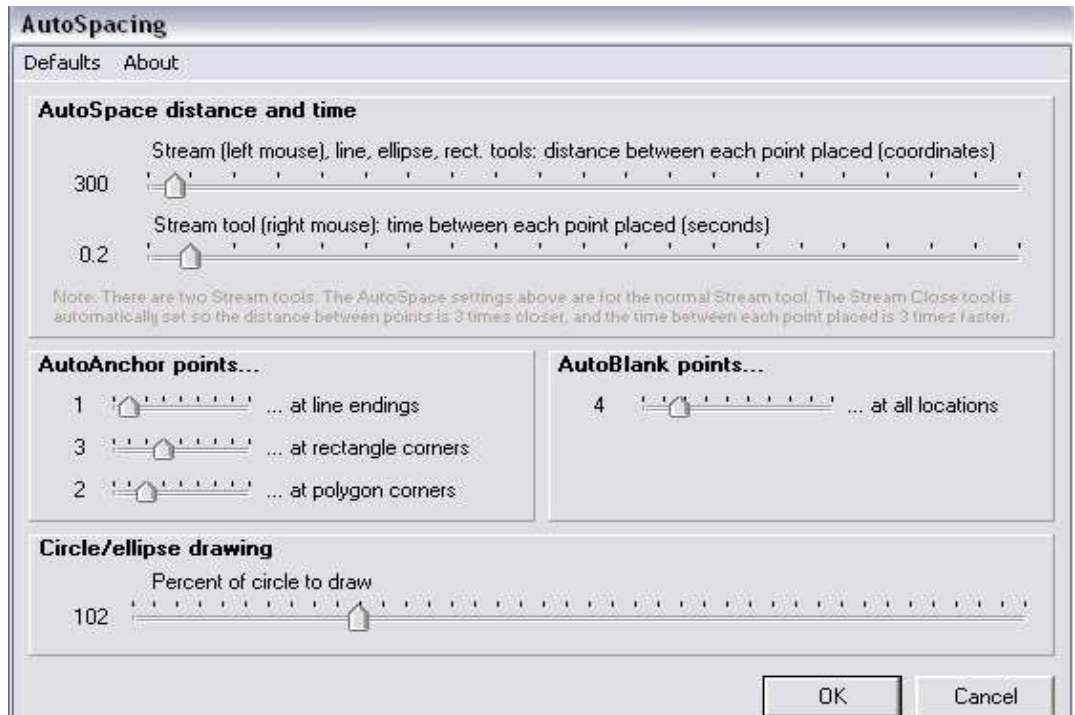 AutoSpacing
Defaults About
AutoSpace distance and time
Stream (left mouse), line, ellipse, rect. tools: distance between each point placed (coordinates)
300
Stream tool (right mouse): time between each point placed (seconds)
0.2
Note: There are two Stream tools. The AutoSpace settings above are for the normal Stream tool. The Stream Close tool is
automatically set so the distance between points is 3 times closer, and the time between each point placed is 3 times faster.
AutoAnchor points...
1 ... at line endings
3 ... at rectangle corners
2 ... at polygon corners
AutoBlank points...
4 ... at all locations
Circle/ellipse drawing
Percent of circle to draw
102
OK Cancel